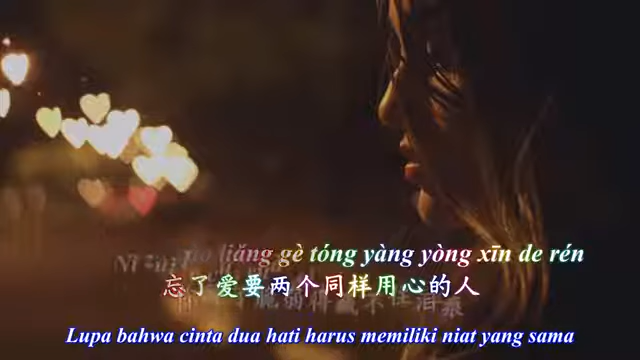 liǎng gè tóng yàng yòng xīn de rén
忘了爱要两个同样用心的人
Lupa bahwa cinta dua hati harus memiliki niat yang sama